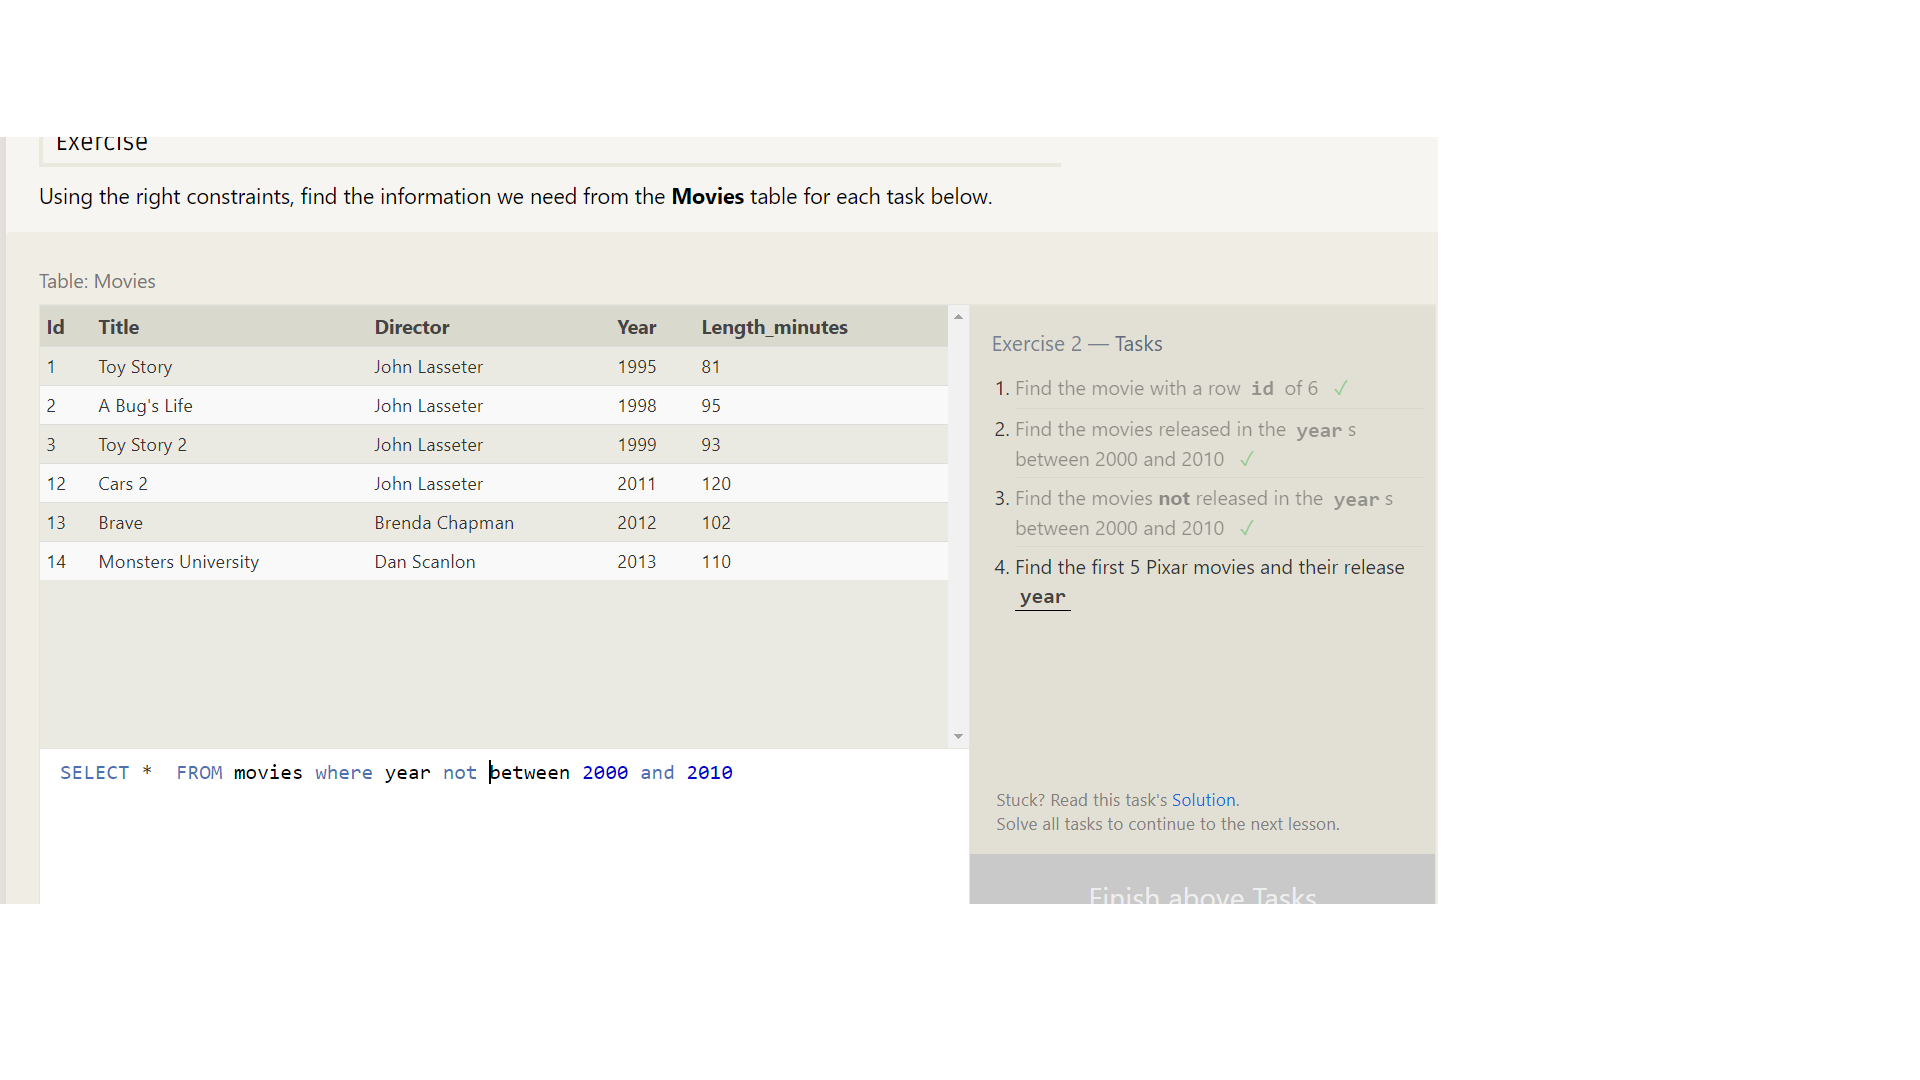 Exercise
Using the right constraints, find the information we need from the Movies table for each task below.
Table: Movies
Id Title Director Year Length_minutes
1 Toy Story John Lasseter 1995 81
2 A Bug's Life John Lasseter 1998 95
3 Toy Story 2 John Lasseter 1999 93
12 Cars 2 John Lasseter 2011 120
13 Brave Brenda Chapman 2012 102
14 Monsters University Dan Scanlon 2013 110
SELECT * FROM movies where year not between 2000 and 2010
Exercise 2 — Tasks
1. Find the movie with a row id of 6 ✓
2. Find the movies released in the year s
between 2000 and 2010 ✓
3. Find the movies not released in the year s
between 2000 and 2010 ✓
4. Find the first 5 Pixar movies and their release
year
Stuck? Read this task's Solution.
Solve all tasks to continue to the next lesson.
Finish above Tasks